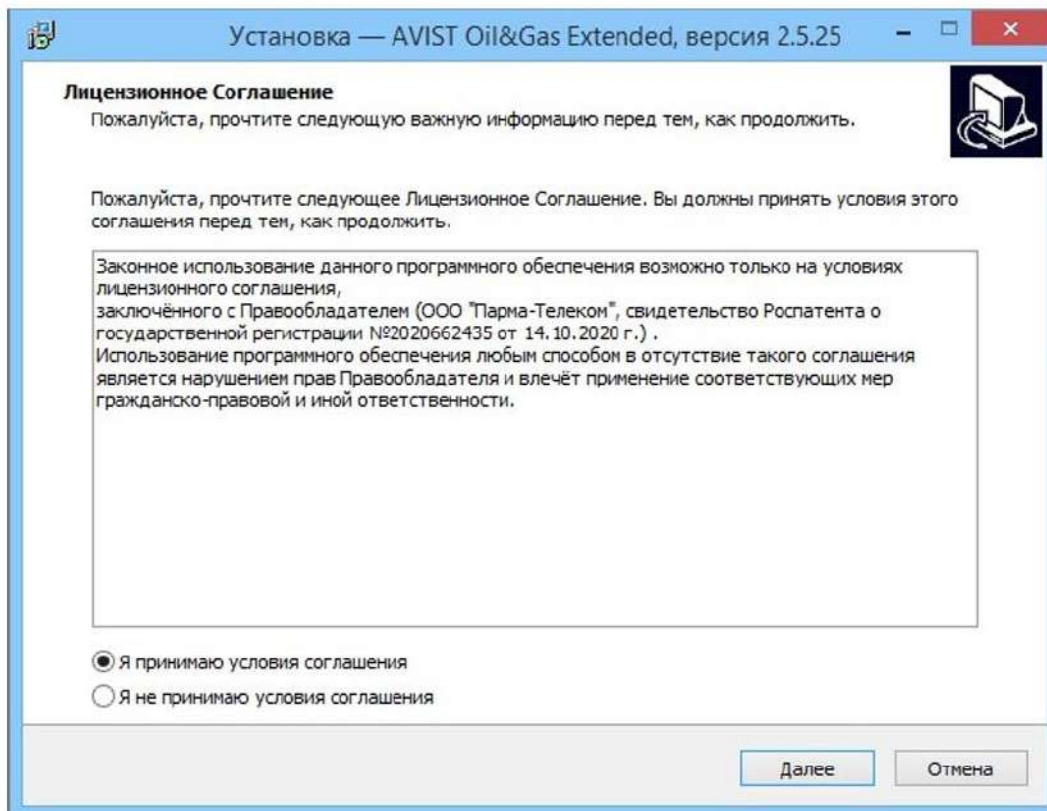 Установка — AVIST Oil&Gas Extended, версия 2.5.25
Лицензионное Соглашение
Пожалуйста, прочтите следующую важную информацию перед тем, как продолжить.
Пожалуйста, прочтите следующее Лицензионное Соглашение. Вы должны принять условия этого
соглашения перед тем, как продолжить.
Законное использование данного программного обеспечения возможно только на условиях
лицензионного соглашения,
заключённого с Правообладателем (ООО "Парма-Телеком", свидетельство Роспатента о
государственной регистрации №2020662435 от 14.10.2020 г.) .
Использование программного обеспечения любым способом в отсутствие такого соглашения
является нарушением прав Правообладателя и влечёт применение соответствующих мер
гражданско-правовой и иной ответственности.
Я принимаю условия соглашения
Я не принимаю условия соглашения
Далее
Отмена